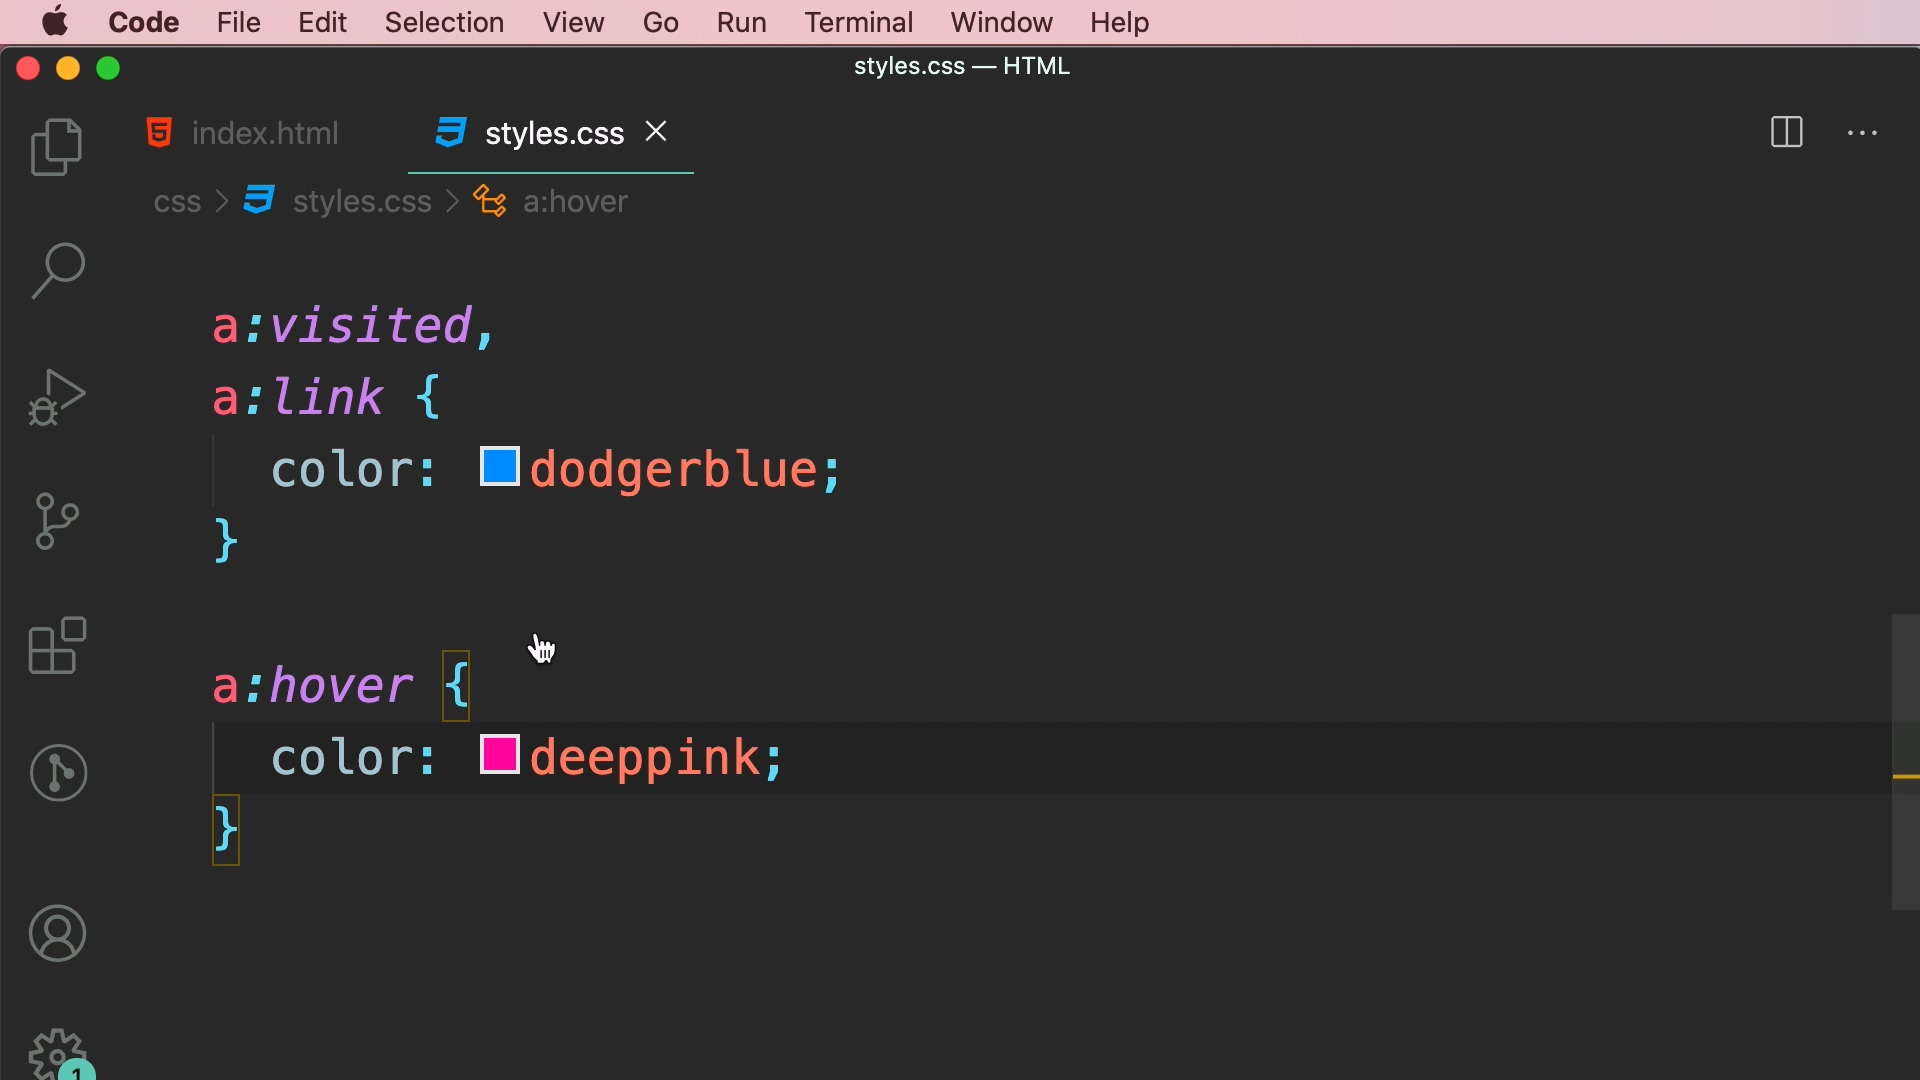 Code File Edit Selection View Go Run Terminal Window Help
styles.css — HTML
index.html styles.css
css > styles.css > a:hover
a:visited,
a:link {
color: dodgerblue;
}
a:hover {
color: deeppink;
}
1